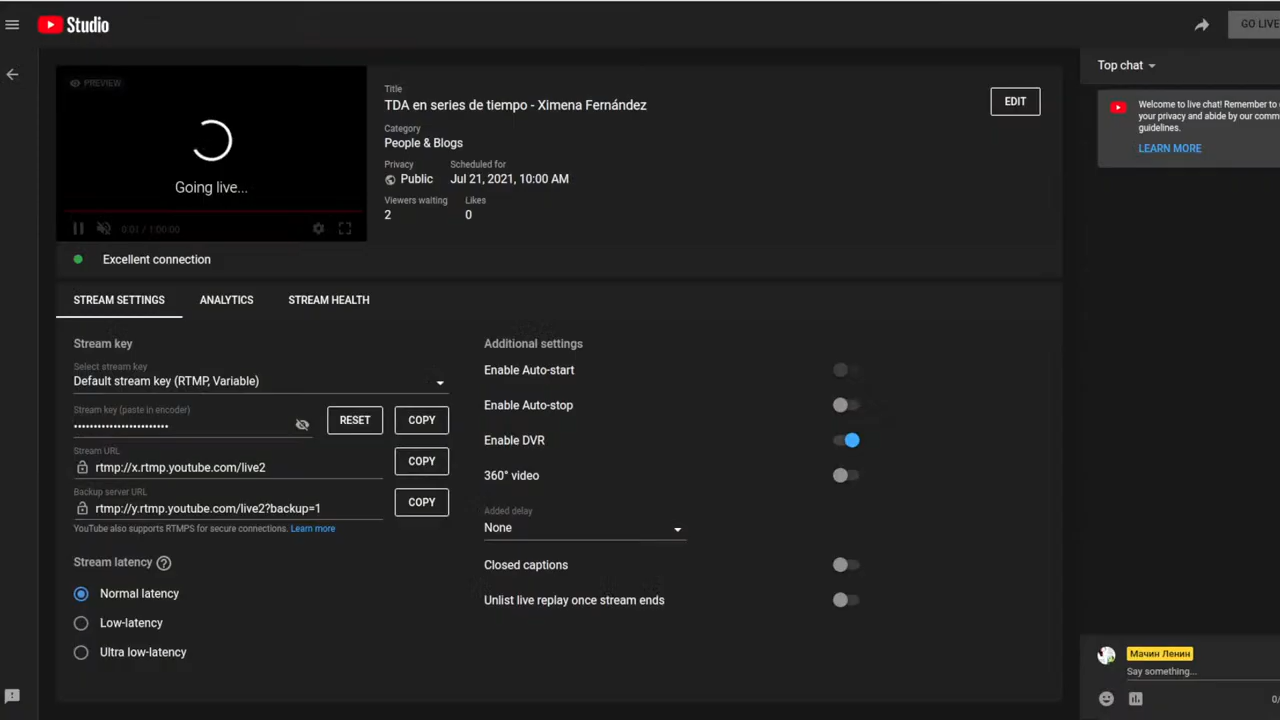 Studio
GO LIVE
PREVIEW
Going live...
0:01 / 1:00:00
Title
TDA en series de tiempo - Ximena Fernández
EDIT
Category
People & Blogs
Privacy
Scheduled for
Public
Jul 21, 2021, 10:00 AM
Viewers waiting
Likes
2
0
Excellent connection
STREAM SETTINGS
ANALYTICS
STREAM HEALTH
Stream key
Select stream key
Default stream key (RTMP, Variable)
Stream key (paste in encoder)
••••••••••••••••••••••••
RESET
COPY
Stream URL
rtmp://x.rtmp.youtube.com/live2
COPY
Backup server URL
rtmp://y.rtmp.youtube.com/live2?backup=1
COPY
YouTube also supports RTMPS for secure connections. Learn more
Stream latency
Normal latency
Low-latency
Ultra low-latency
Additional settings
Enable Auto-start
Enable Auto-stop
Enable DVR
360° video
Added delay
None
Closed captions
Unlist live replay once stream ends
Top chat
Welcome to live chat! Remember to
your privacy and abide by our comm
guidelines.
LEARN MORE
Мачин Ленин
Say something...
0/